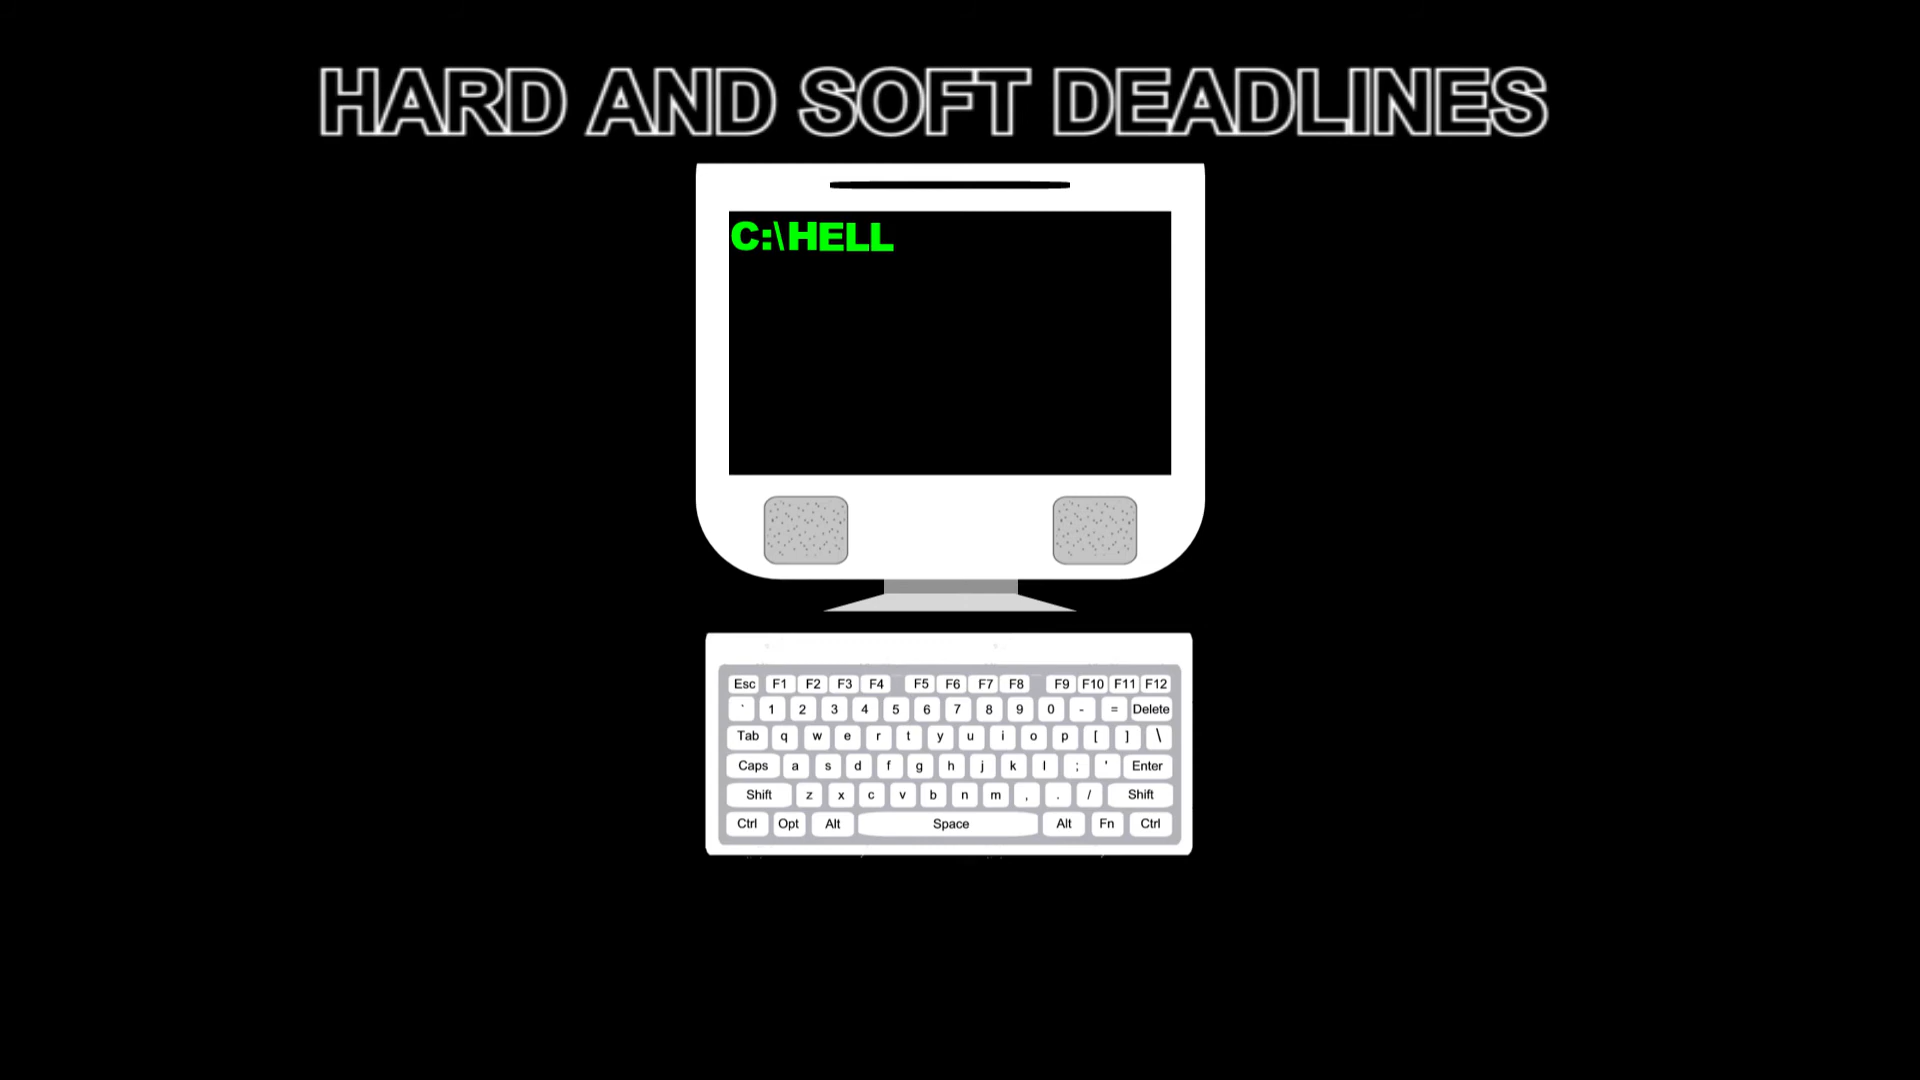 HARD AND SOFT DEADLINES
C:\HELL
Esc F1 F2 F3 F4 F5 F6 F7 F8 F9 F10 F11 F12
` 1 2 3 4 5 6 7 8 9 0 - = Delete
Tab q w e r t y u i o p [ ] \
Caps a s d f g h j k l ; ' Enter
Shift z x c v b n m , . / Shift
Ctrl Opt Alt Space Alt Fn Ctrl